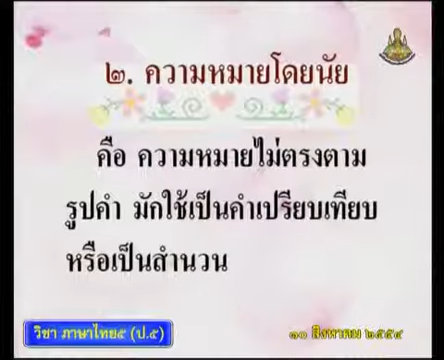 ๒. ความหมายโดยนัย
คือ ความหมายไม่ตรงตาม
รูปคำ มักใช้เป็นคำเปรียบเทียบ
หรือเป็นสำนวน
วิชา ภาษาไทย๕ (ป.๕)
๑๐ สิงหาคม ๒๕๕๔